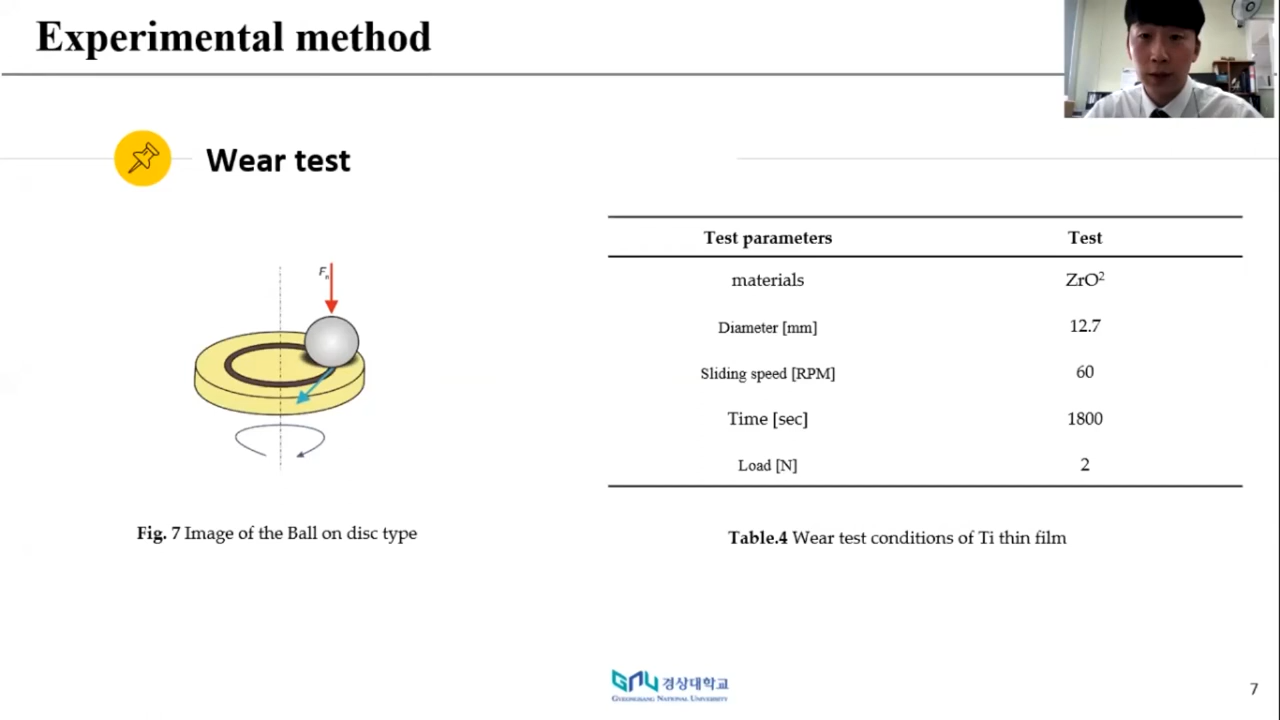 Experimental method
Wear test
Fn
Test parameters Test
materials ZrO²
Diameter [mm] 12.7
Sliding speed [RPM] 60
Time [sec] 1800
Load [N] 2
Fig. 7 Image of the Ball on disc type
Table.4 Wear test conditions of Ti thin film
GNU 경상대학교
GYEONGSANG NATIONAL UNIVERSITY
7